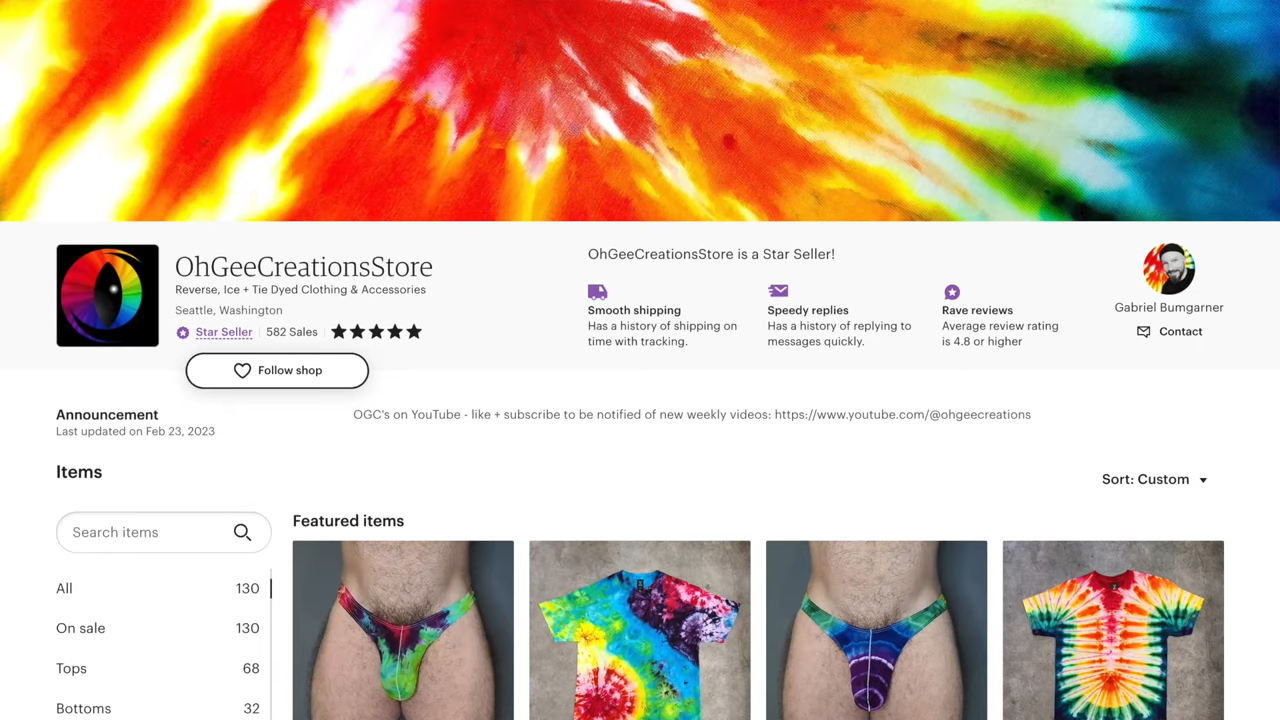 OhGeeCreationsStore
Reverse, Ice + Tie Dyed Clothing & Accessories
Seattle, Washington
Star Seller
582 Sales
Follow shop
OhGeeCreationsStore is a Star Seller!
Smooth shipping
Has a history of shipping on
time with tracking.
Speedy replies
Has a history of replying to
messages quickly.
Rave reviews
Average review rating
is 4.8 or higher
Gabriel Bumgarner
Contact
Announcement
Last updated on Feb 23, 2023
OGC's on YouTube - like + subscribe to be notified of new weekly videos: https://www.youtube.com/@ohgeecreations
Items
Sort: Custom
Search items
Featured items
All 130
On sale 130
Tops 68
Bottoms 32